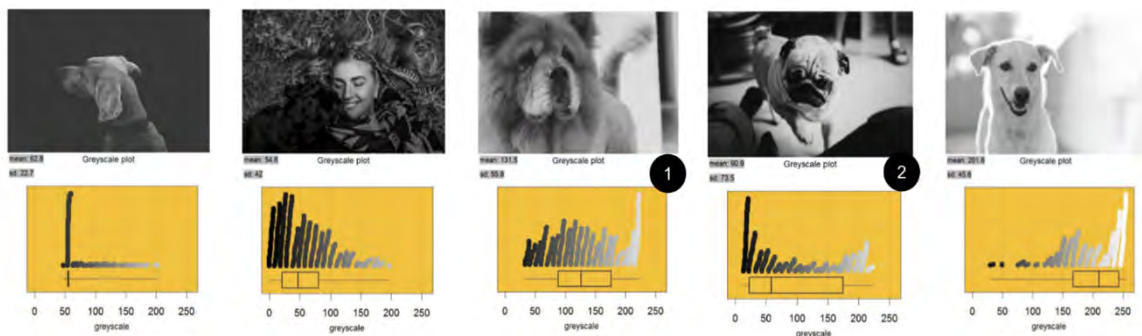 mean: 62.8
Greyscale plot
sd: 22.7
0 50 100 150 200 250
greyscale
mean: 54.6
Greyscale plot
sd: 42
0 50 100 150 200 250
greyscale
mean: 131.5
Greyscale plot
sd: 55.8
1
0 50 100 150 200 250
greyscale
mean: 90.9
Greyscale plot
sd: 73.5
2
0 50 100 150 200 250
greyscale
mean: 201.6
Greyscale plot
sd: 45.6
0 50 100 150 200 250
greyscale